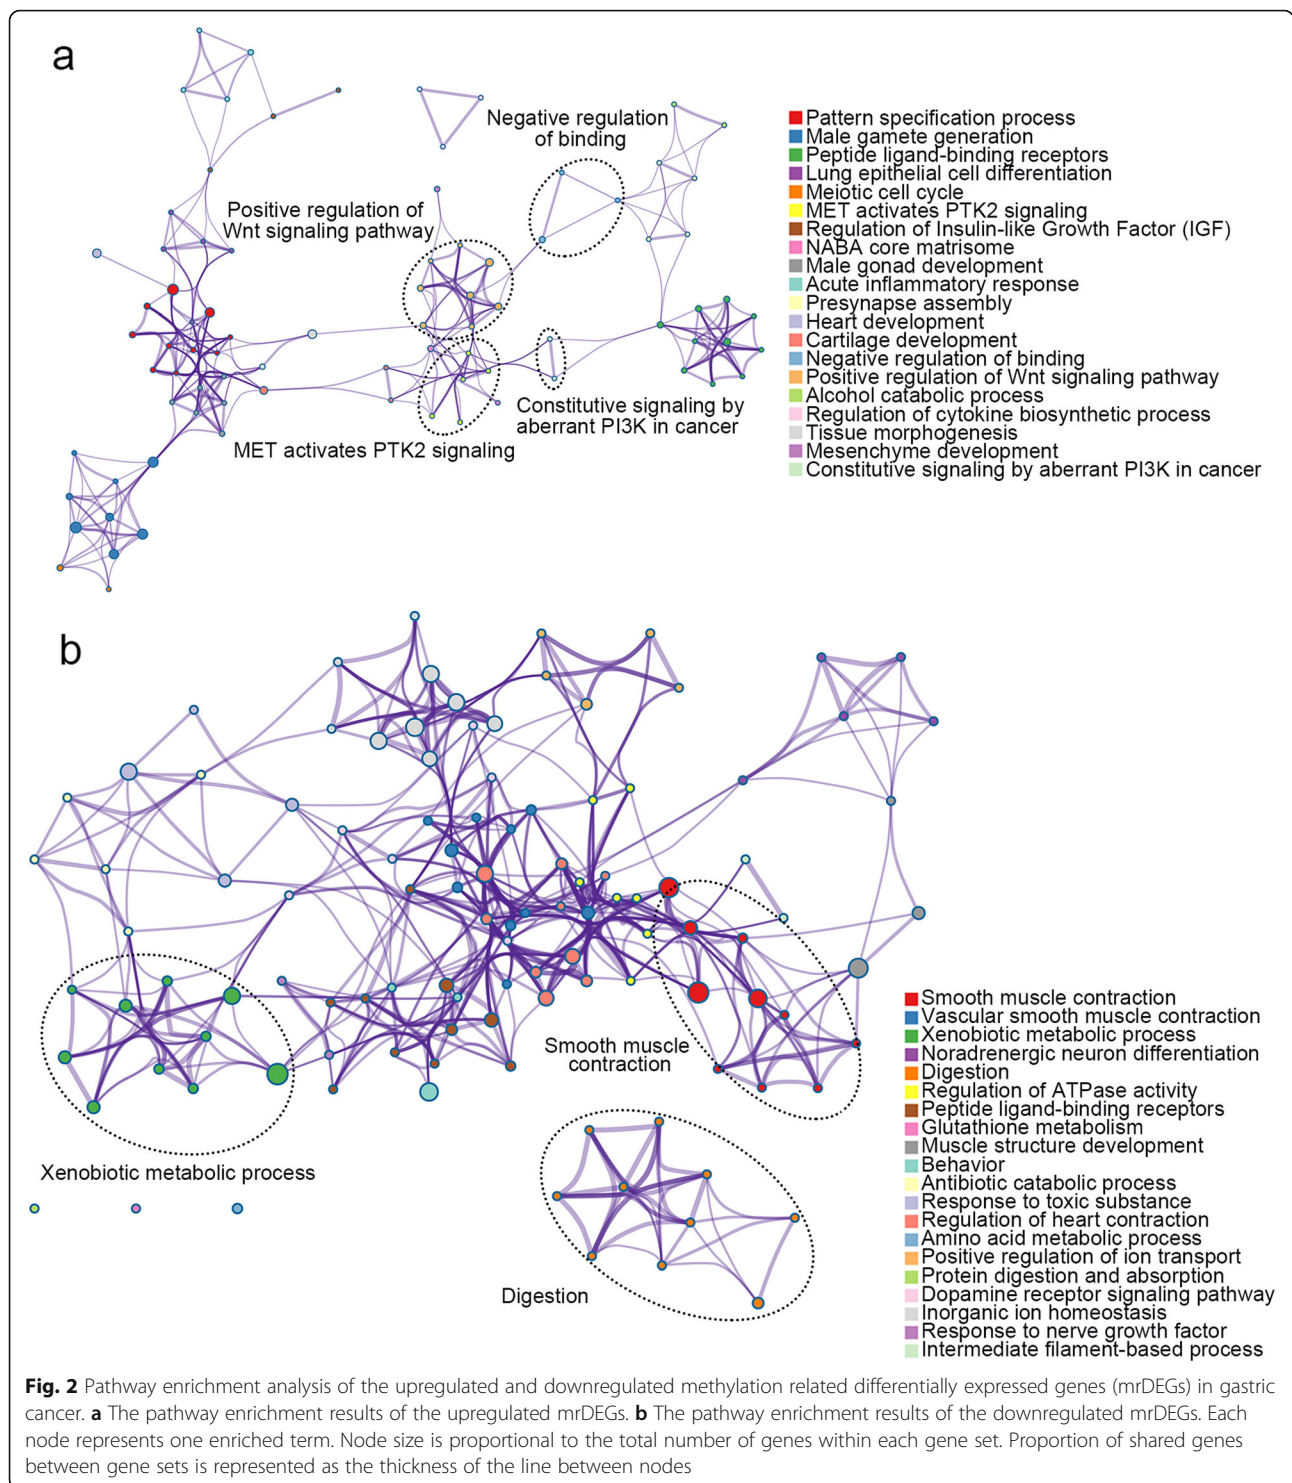 a
Negative regulation
of binding
Positive regulation of
Wnt signaling pathway
Constitutive signaling by
aberrant PI3K in cancer
MET activates PTK2 signaling
Pattern specification process
Male gamete generation
Peptide ligand-binding receptors
Lung epithelial cell differentiation
Meiotic cell cycle
MET activates PTK2 signaling
Regulation of Insulin-like Growth Factor (IGF)
NABA core matrisome
Male gonad development
Acute inflammatory response
Presynapse assembly
Heart development
Cartilage development
Negative regulation of binding
Positive regulation of Wnt signaling pathway
Alcohol catabolic process
Regulation of cytokine biosynthetic process
Tissue morphogenesis
Mesenchyme development
Constitutive signaling by aberrant PI3K in cancer
b
Smooth muscle
contraction
Xenobiotic metabolic process
Digestion
Smooth muscle contraction
Vascular smooth muscle contraction
Xenobiotic metabolic process
Noradrenergic neuron differentiation
Digestion
Regulation of ATPase activity
Peptide ligand-binding receptors
Glutathione metabolism
Muscle structure development
Behavior
Antibiotic catabolic process
Response to toxic substance
Regulation of heart contraction
Amino acid metabolic process
Positive regulation of ion transport
Protein digestion and absorption
Dopamine receptor signaling pathway
Inorganic ion homeostasis
Response to nerve growth factor
Intermediate filament-based process
Fig. 2 Pathway enrichment analysis of the upregulated and downregulated methylation related differentially expressed genes (mrDEGs) in gastric
cancer. a The pathway enrichment results of the upregulated mrDEGs. b The pathway enrichment results of the downregulated mrDEGs. Each
node represents one enriched term. Node size is proportional to the total number of genes within each gene set. Proportion of shared genes
between gene sets is represented as the thickness of the line between nodes